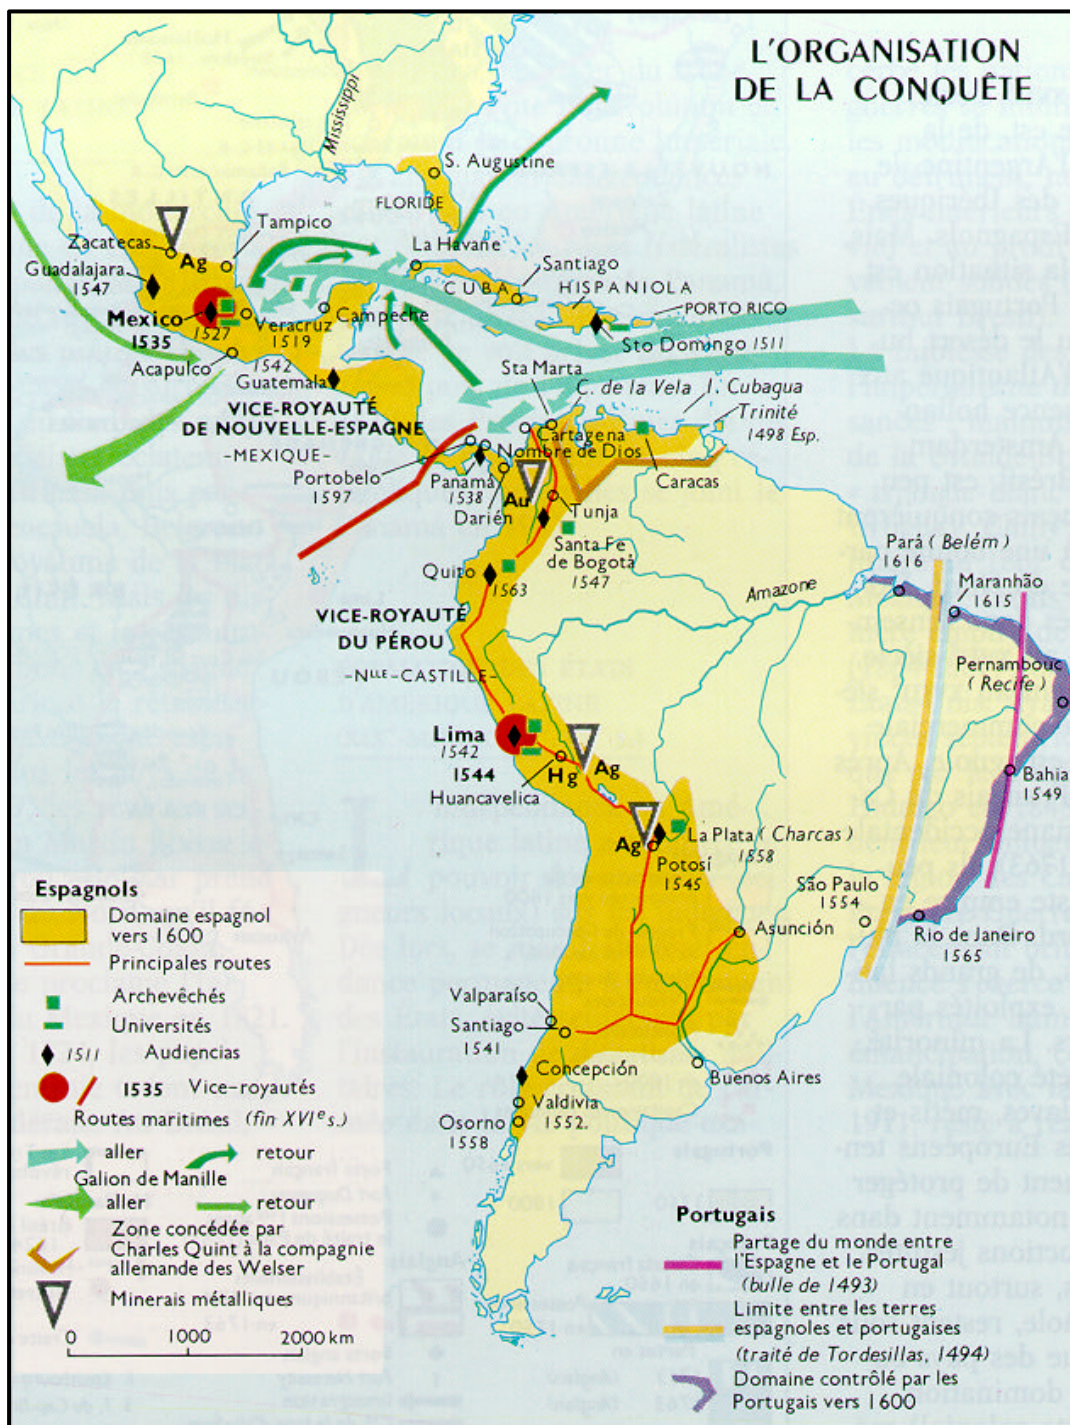 L'ORGANISATION
DE LA CONQUÊTE
Mississippi
S. Augustine
FLORIDE
Tampico
Zacatecas
Ag
La Havane
Guadalajara
1547
Santiago
CUBA
HISPANIOLA
PORTO RICO
Mexico
1535
1527
Veracruz
1519
Campeche
Sto Domingo 1511
Acapulco
1542
Guatemala
Sta Marta
C. de la Vela
I. Cubagua
VICE-ROYAUTÉ
DE NOUVELLE-ESPAGNE
-MEXIQUE-
Trinité
1498 Esp.
Cartagena
Nombre de Dios
Portobelo
1597
Panamá
1538
Caracas
Au
Darién
Tunja
Santa Fe
de Bogotá
1547
Quito
1563
Pará (Belém)
1616
Amazone
Maranhão
1615
VICE-ROYAUTÉ
DU PÉROU
-NLLE-CASTILLE-
Pernambouc
(Recife)
Lima
1542
1544
Hg
Ag
Huancavelica
Bahia
1549
La Plata (Charcas)
1558
Ag
Potosí
1545
São Paulo
1554
Asunción
Rio de Janeiro
1565
Valparaíso
Santiago
1541
Concepción
Buenos Aires
Valdivia
1552.
Osorno
1558
Espagnols
Domaine espagnol
vers 1600
Principales routes
Archevêchés
Universités
1511 Audiencias
1535 Vice-royautés
Routes maritimes (fin XVIe s.)
aller retour
Galion de Manille
aller retour
Zone concédée par
Charles Quint à la compagnie
allemande des Welser
Minerais métalliques
0 1000 2000 km
Portugais
Partage du monde entre
l'Espagne et le Portugal
(bulle de 1493)
Limite entre les terres
espagnoles et portugaises
(traité de Tordesillas, 1494)
Domaine contrôlé par les
Portugais vers 1600